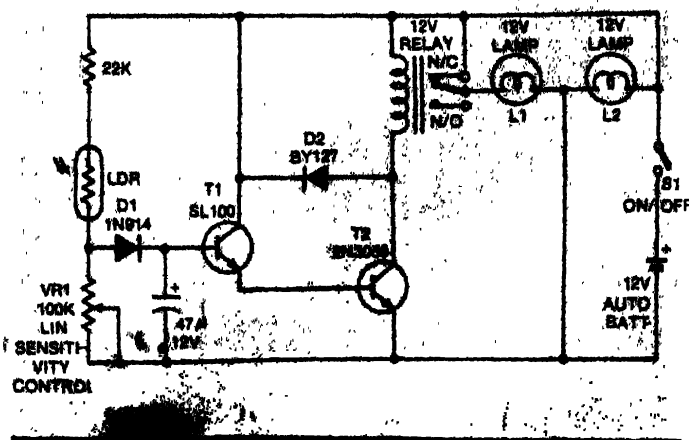 22K
LDR
D1
1N914
VR1
100K
LIN
SENSITI-
VITY
CONTROL
47A
12V
T1
SL100
D2
BY127
T2
12V
RELAY
N/C
N/O
12V
LAMP
L1
12V
LAMP
L2
S1
ON/OFF
+
12V
AUTO
BATT
+